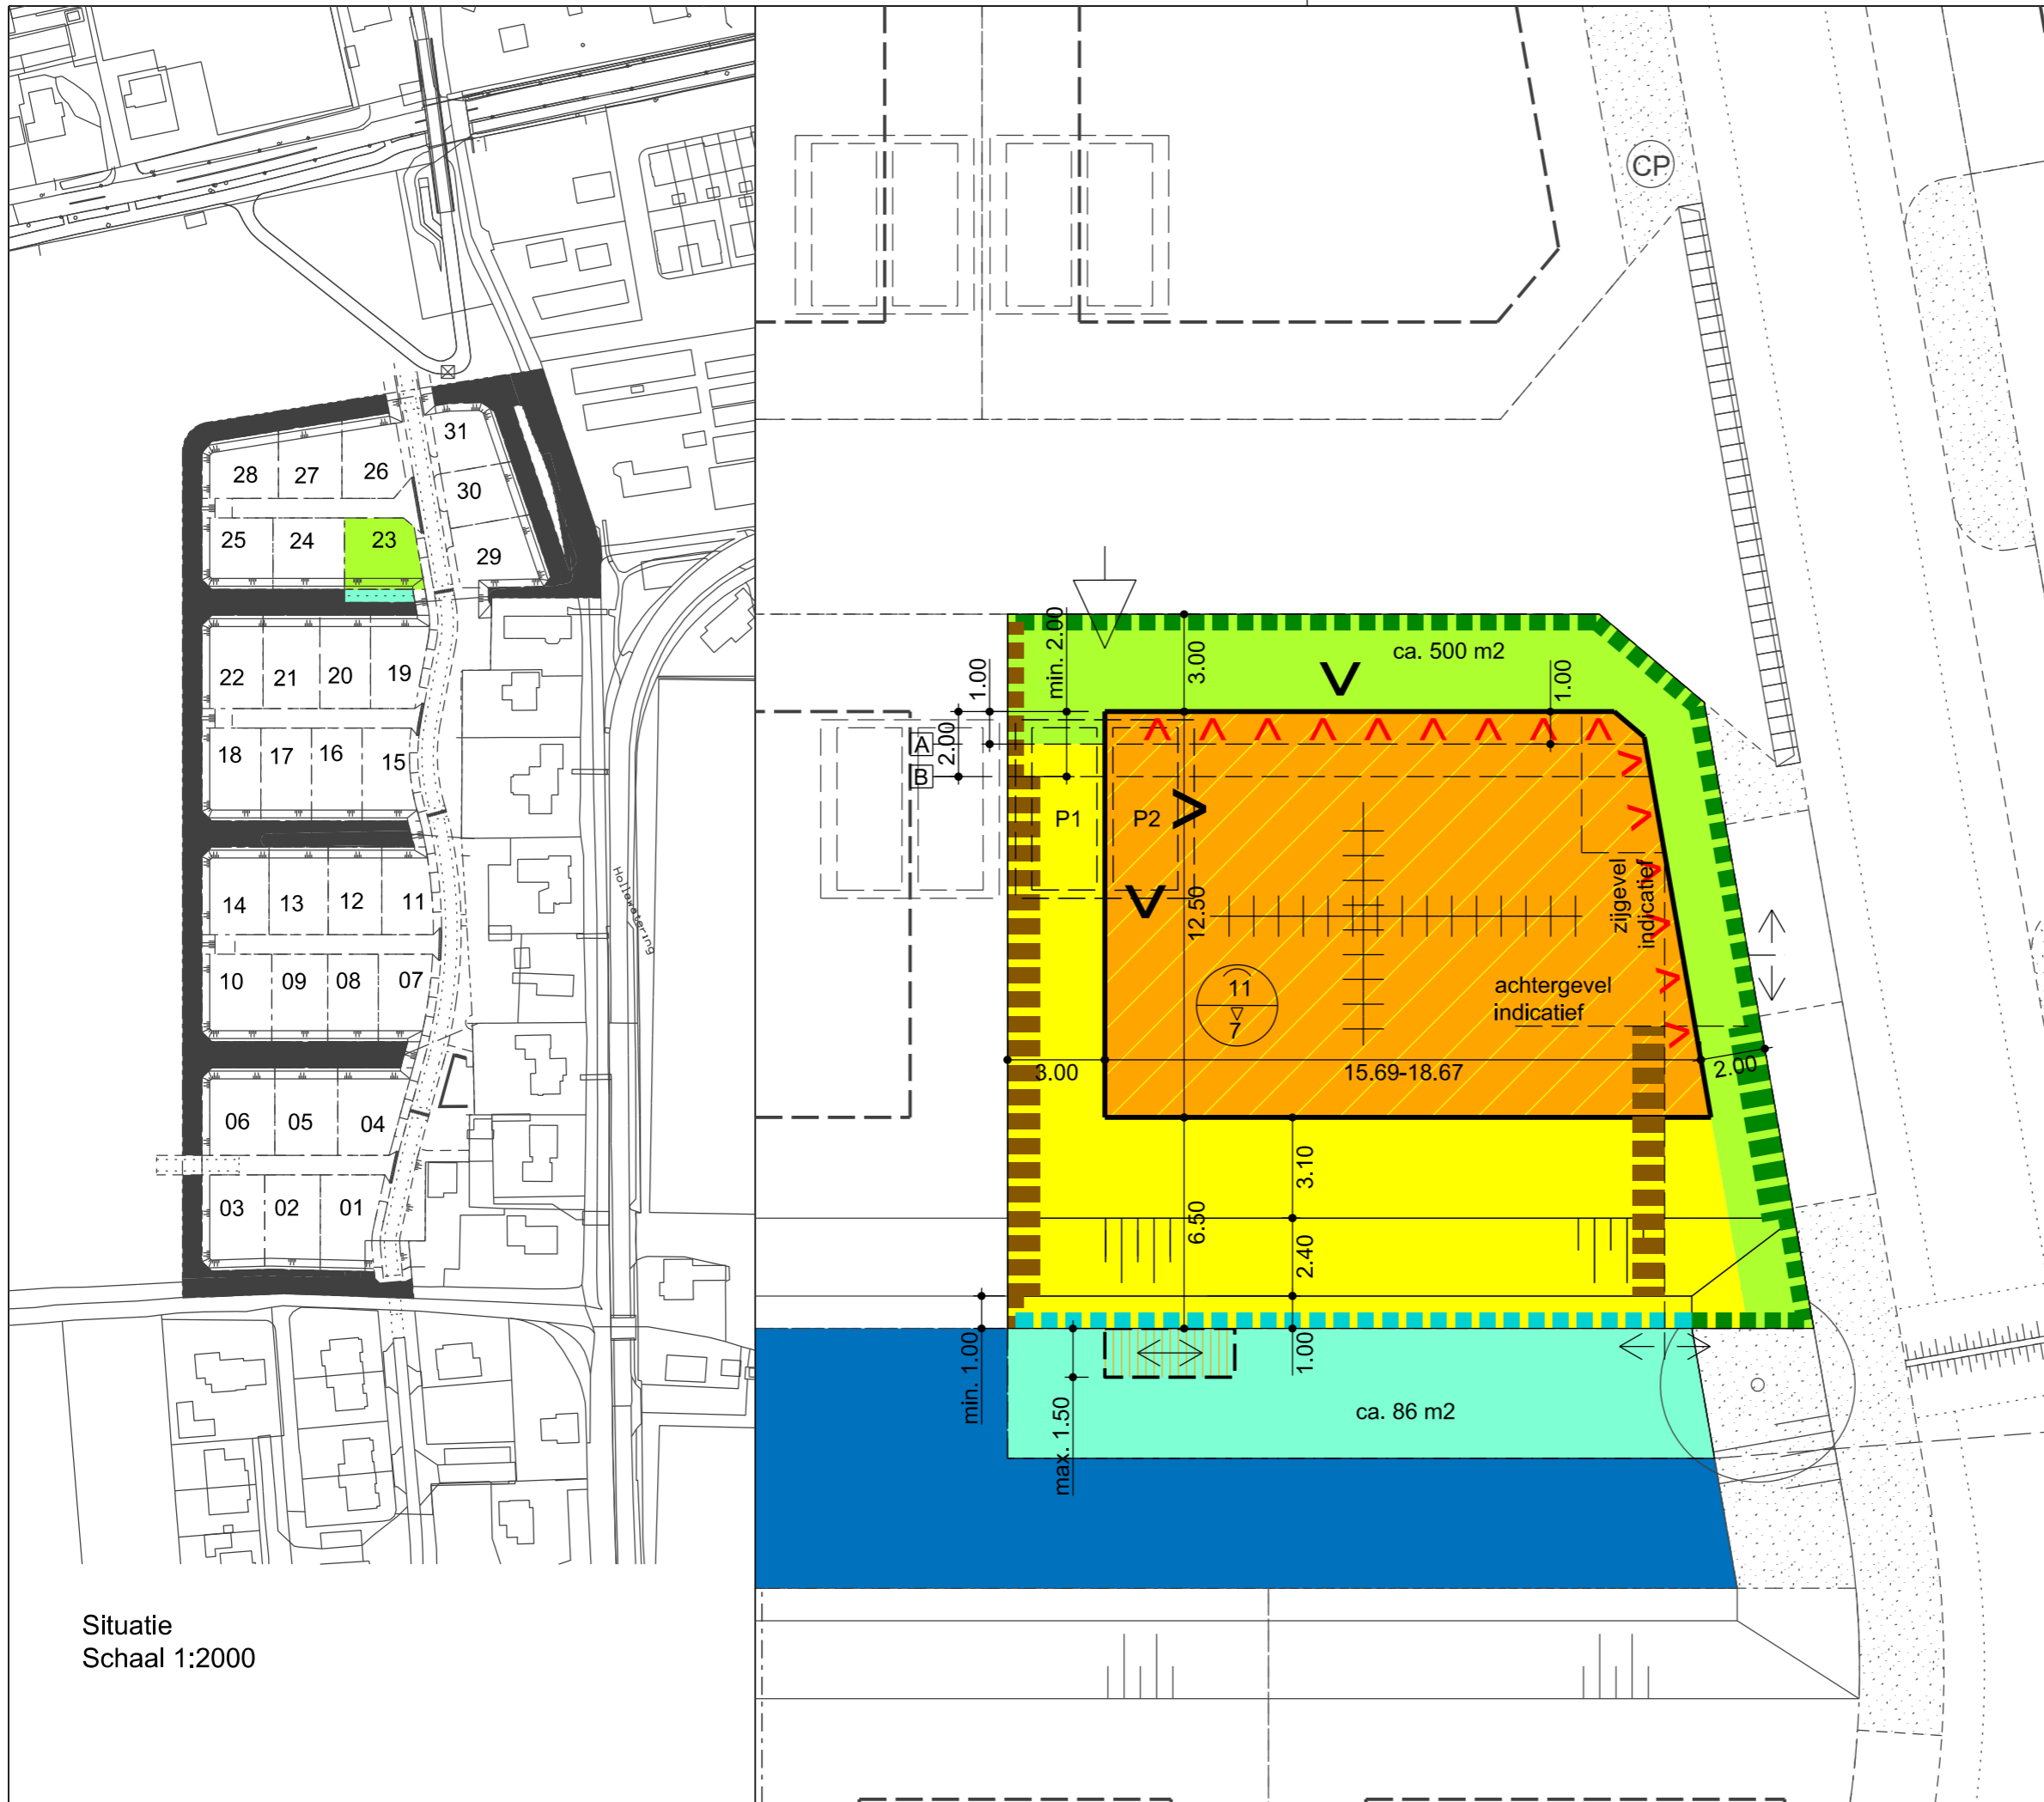 31
28
27
26
30
25
24
23
29
22
21
20
19
18
17
16
15
14
13
12
11
10
09
08
07
06
05
04
03
02
01
Hollewetering
Situatie
Schaal 1:2000
CP
ca. 500 m2
min. 2.00
3.00
1.00
1.00
2.00
A
B
P1
P2
12.50
zijgevel
indicatief
achtergevel
indicatief
11
7
3.00
15.69-18.67
2.00
3.10
6.50
2.40
1.00
min. 1.00
max. 1.50
ca. 86 m2